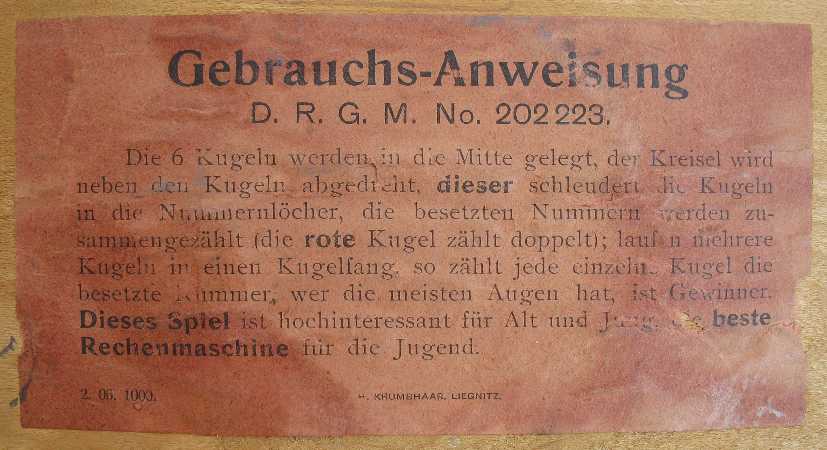 Gebrauchs-Anweisung
D. R. G. M. No. 202 223.
Die 6 Kugeln werden in die Mitte gelegt, der Kreisel wird
neben den Kugeln abgedreht, dieser schleudert die Kugeln
in die Nummernlöcher, die besetzten Nummern werden zu-
sammengezählt (die rote Kugel zählt doppelt); laufen mehrere
Kugeln in einen Kugelfang, so zählt jede einzelne Kugel die
besetzte Nummer, wer die meisten Augen hat, ist Gewinner.
Dieses Spiel ist hochinteressant für Alt und Jung, die beste
Rechenmaschine für die Jugend.
2. 06. 1000.
KRUMBHAAR, LIEGNITZ.